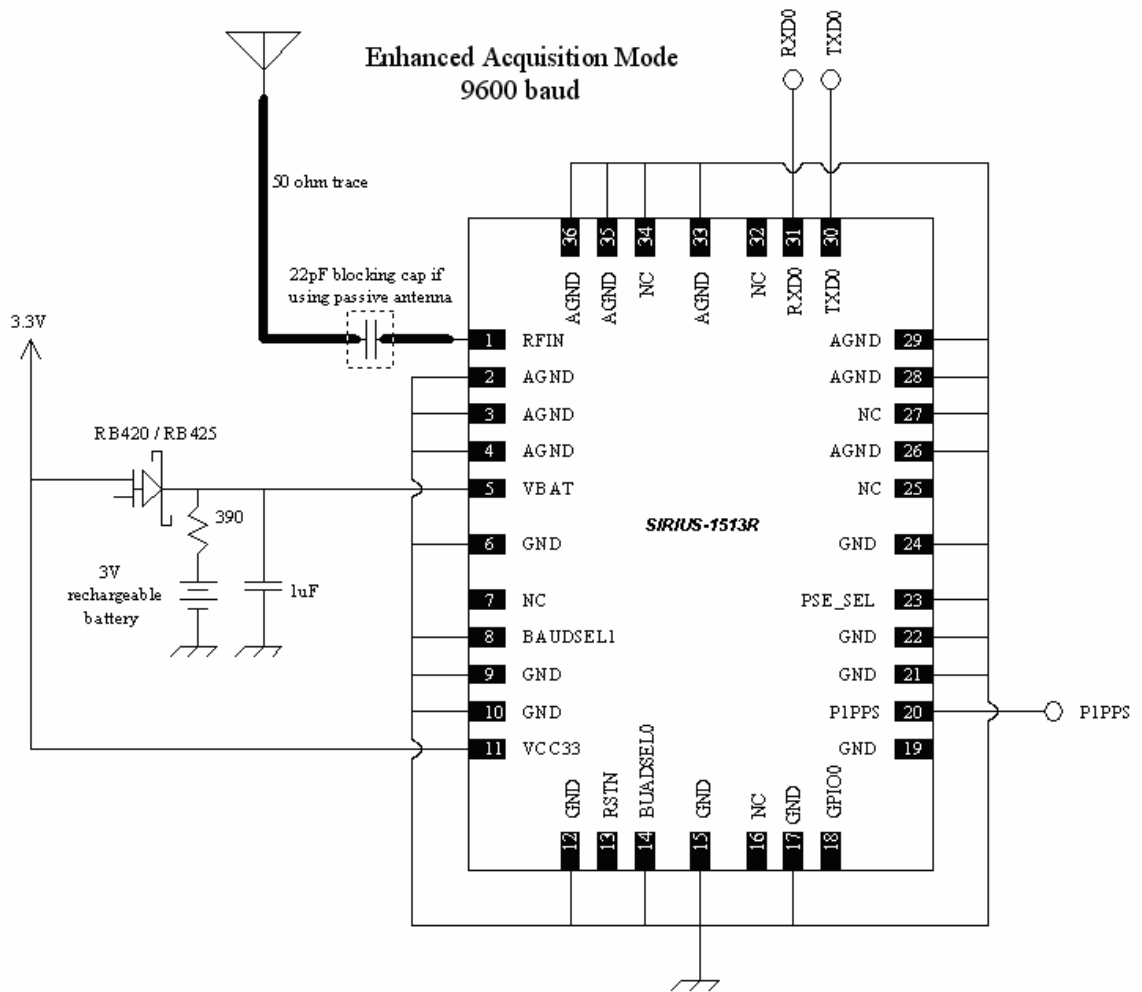 RXD0
TXD0
Enhanced Acquisition Mode
9600 baud
50 ohm trace
22pF blocking cap if
using passive antenna
3.3V
RB420 / RB425
390
3V
rechargeable
battery
1uF
36
35
34
33
32
31
30
AGND
AGND
NC
AGND
NC
RXD0
TXD0
1 RFIN
2 AGND
3 AGND
4 AGND
5 VBAT
6 GND
7 NC
8 BAUDSEL1
9 GND
10 GND
11 VCC33
SIRIUS-1513R
AGND 29
AGND 28
NC 27
AGND 26
NC 25
GND 24
PSE_SEL 23
GND 22
GND 21
P1PPS 20
P1PPS
GND 19
GND
RSTN
BUADSEL0
GND
NC
GND
GPIO0
12
13
14
15
16
17
18